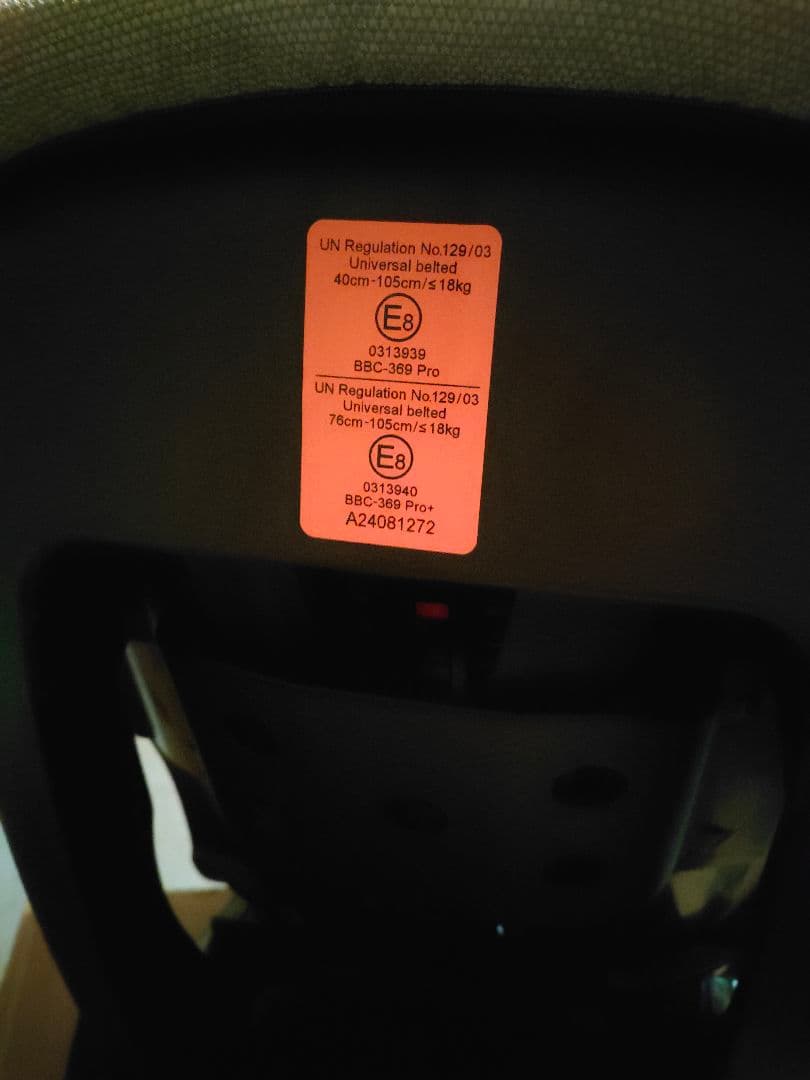 UN Regulation No.129/03
Universal belted
40cm-105cm/≤18kg
E8
0313939
BBC-369 Pro
UN Regulation No.129/03
Universal belted
76cm-105cm/≤18kg
E8
0313940
BBC-369 Pro+
A24081272